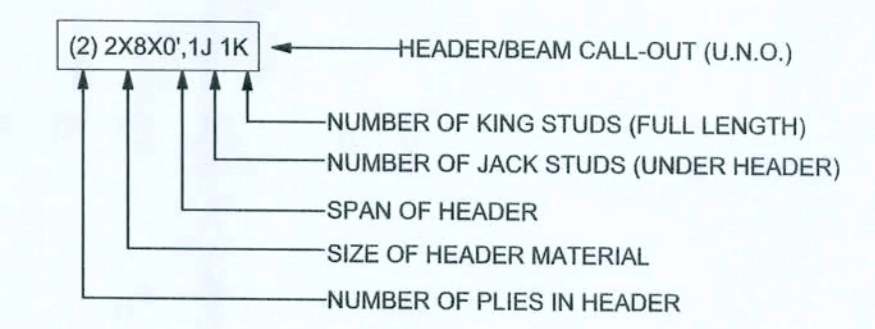 (2) 2X8X0',1J 1K
HEADER/BEAM CALL-OUT (U.N.O.)
NUMBER OF KING STUDS (FULL LENGTH)
NUMBER OF JACK STUDS (UNDER HEADER)
SPAN OF HEADER
SIZE OF HEADER MATERIAL
NUMBER OF PLIES IN HEADER